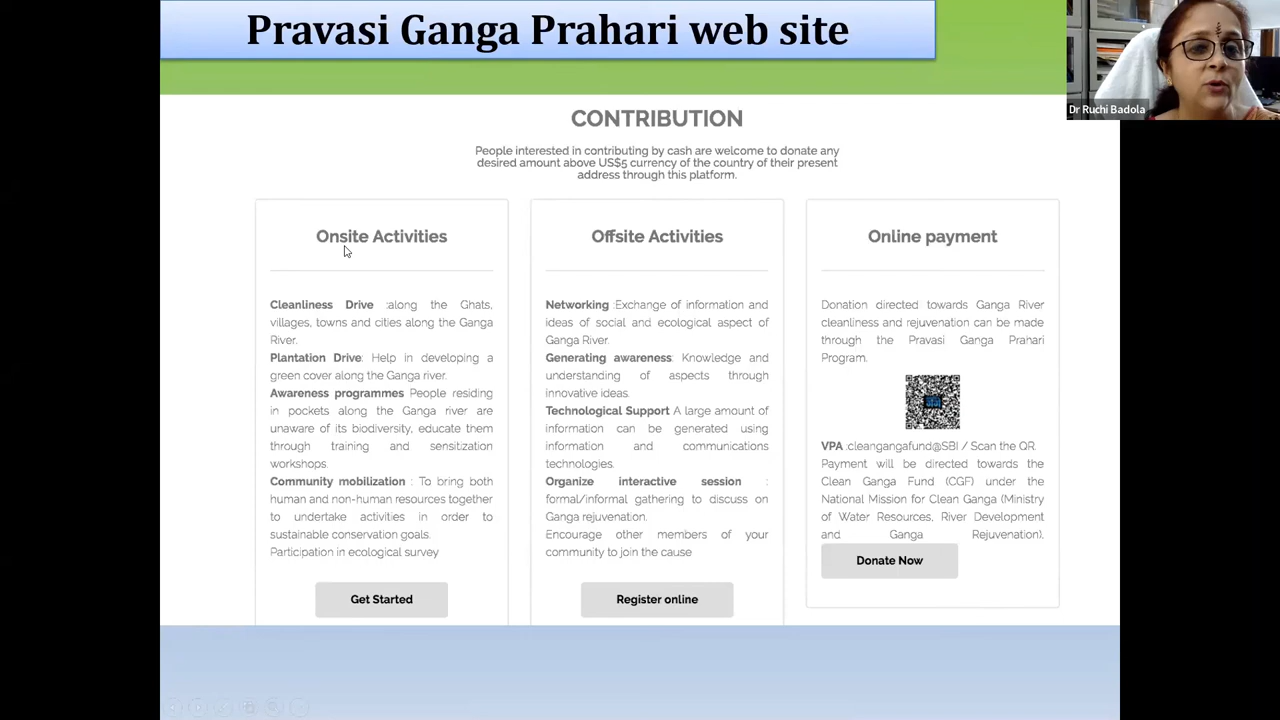 Pravasi Ganga Prahari web site
Dr Ruchi Badola
CONTRIBUTION
People interested in contributing by cash are welcome to donate any
desired amount above US$5 currency of the country of their present
address through this platform.
Onsite Activities
Cleanliness Drive :along the Ghats,
villages, towns and cities along the Ganga
River.
Plantation Drive: Help in developing a
green cover along the Ganga river.
Awareness programmes People residing
in pockets along the Ganga river are
unaware of its biodiversity, educate them
through training and sensitization
workshops.
Community mobilization : To bring both
human and non-human resources together
to undertake activities in order to
sustainable conservation goals.
Participation in ecological survey
Get Started
Offsite Activities
Networking :Exchange of information and
ideas of social and ecological aspect of
Ganga River.
Generating awareness: Knowledge and
understanding of aspects through
innovative ideas.
Technological Support A large amount of
information can be generated using
information and communications
technologies.
Organize interactive session :
formal/informal gathering to discuss on
Ganga rejuvenation.
Encourage other members of your
community to join the cause
Register online
Online payment
Donation directed towards Ganga River
cleanliness and rejuvenation can be made
through the Pravasi Ganga Prahari
Program.
SBI
VPA :cleangangafund@SBI / Scan the QR.
Payment will be directed towards the
Clean Ganga Fund (CGF) under the
National Mission for Clean Ganga (Ministry
of Water Resources, River Development
and Ganga Rejuvenation).
Donate Now